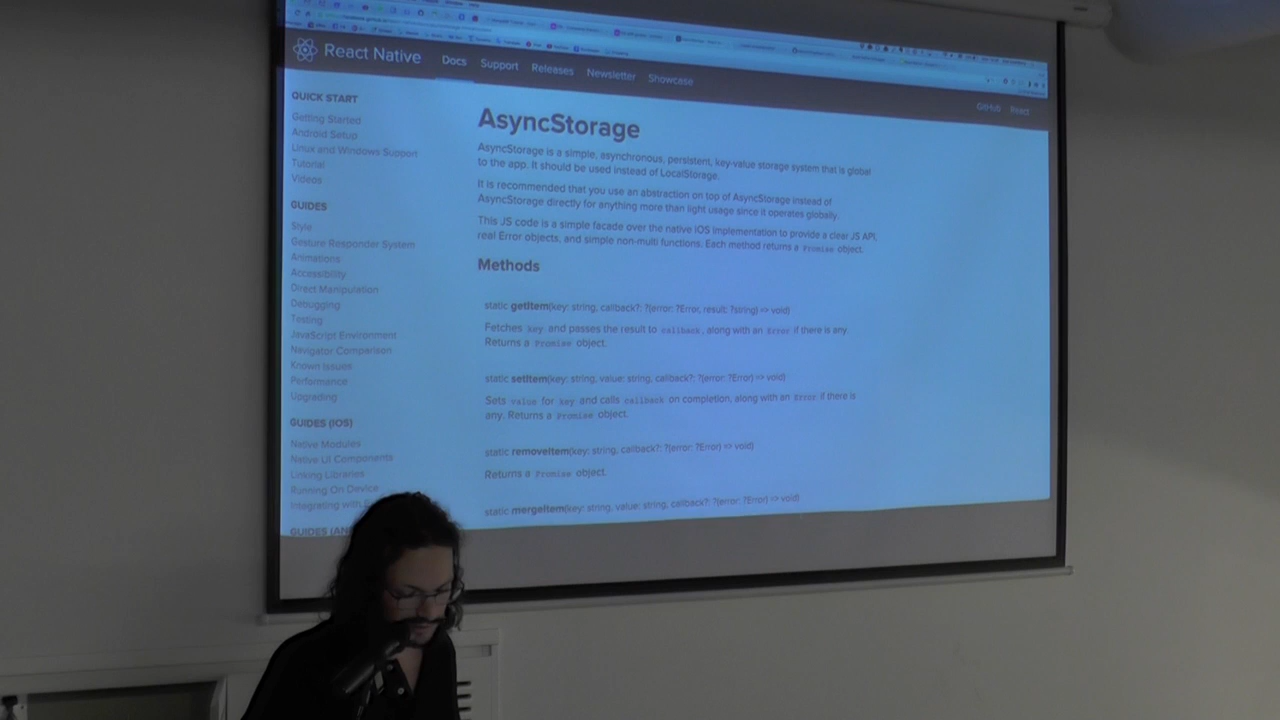 React Native
Docs
Support
Releases
Newsletter
Showcase
GitHub
React
QUICK START
Getting Started
Android Setup
Linux and Windows Support
Tutorial
Videos
GUIDES
Style
Gesture Responder System
Animations
Accessibility
Direct Manipulation
Debugging
Testing
JavaScript Environment
Navigator Comparison
Known Issues
Performance
Upgrading
GUIDES (IOS)
Native Modules
Native UI Components
Linking Libraries
Running On Device
Integrating with
GUIDES (AN
AsyncStorage
AsyncStorage is a simple, asynchronous, persistent, key-value storage system that is global
to the app. It should be used instead of LocalStorage.
It is recommended that you use an abstraction on top of AsyncStorage instead of
AsyncStorage directly for anything more than light usage since it operates globally.
This JS code is a simple facade over the native iOS implementation to provide a clear JS API,
real Error objects, and simple non-multi functions. Each method returns a Promise object.
Methods
static getItem(key: string, callback?: ?(error: ?Error, result: ?string) => void)
Fetches key and passes the result to callback, along with an Error if there is any.
Returns a Promise object.
static setItem(key: string, value: string, callback?: ?(error: ?Error) => void)
Sets value for key and calls callback on completion, along with an Error if there is
any. Returns a Promise object.
static removeItem(key: string, callback?: ?(error: ?Error) => void)
Returns a Promise object.
static mergeItem(key: string, value: string, callback?: ?(error: ?Error) => void)